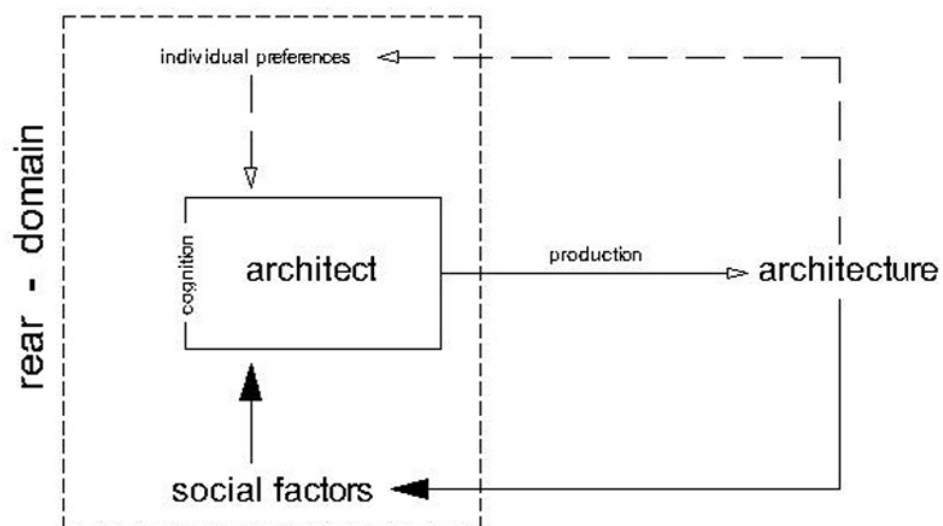 individual preferences
rear - domain
cognition
architect
production
architecture
social factors